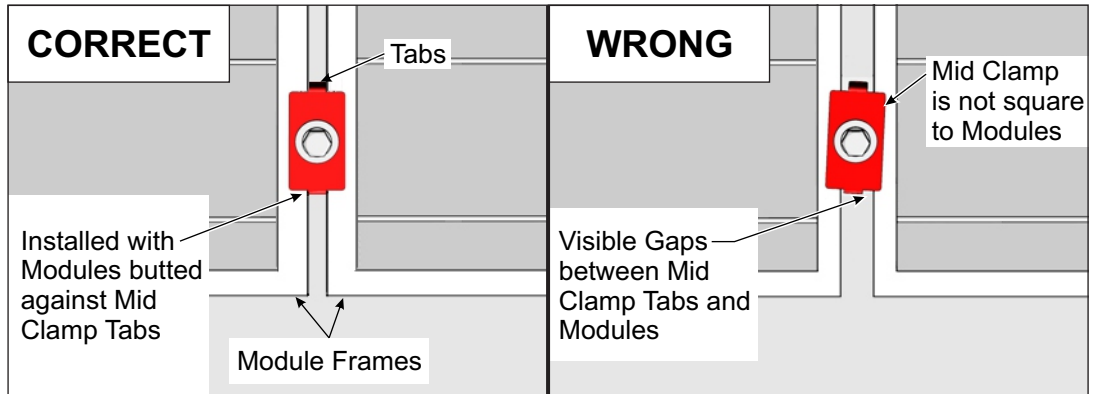 CORRECT
Tabs
Installed with
Modules butted
against Mid
Clamp Tabs
Module Frames
WRONG
Mid Clamp
is not square
to Modules
Visible Gaps
between Mid
Clamp Tabs and
Modules